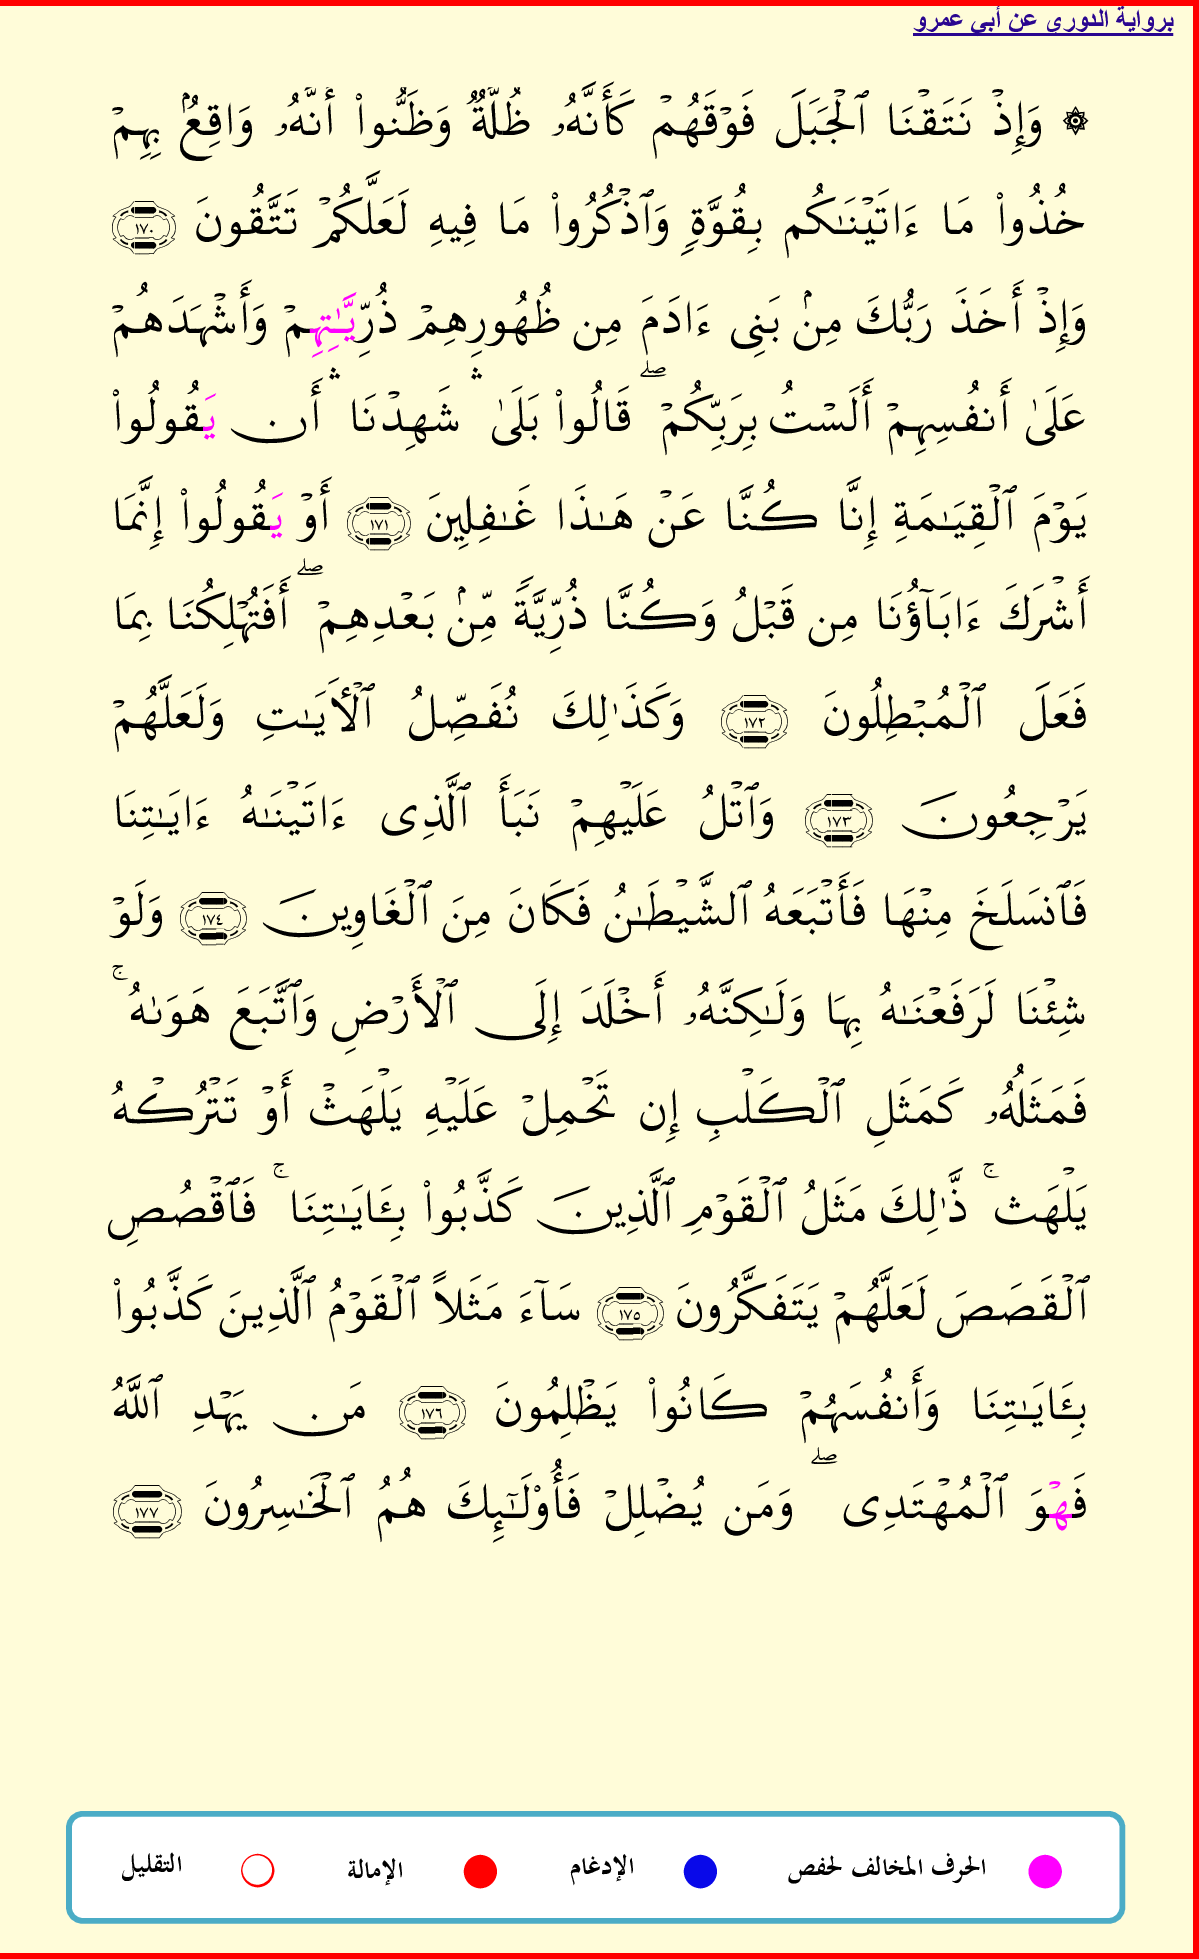 برواية الدوري عن أبي عمرو
۞ وَإِذۡ نَتَقۡنَا ٱلۡجَبَلَ فَوۡقَهُمۡ كَأَنَّهُۥ ظُلَّةٞ وَظَنُّواْ أَنَّهُۥ وَاقِعُۢ بِهِمۡ
خُذُواْ مَا ءَاتَيۡنَٰكُم بِقُوَّةٖ وَٱذۡكُرُواْ مَا فِيهِ لَعَلَّكُمۡ تَتَّقُونَ ١٧٠
وَإِذۡ أَخَذَ رَبُّكَ مِنۢ بَنِي ءَادَمَ مِن ظُهُورِهِمۡ ذُرِّيَّٰتِهِمۡ وَأَشۡهَدَهُمۡ
عَلَىٰ أَنفُسِهِمۡ أَلَسۡتُ بِرَبِّكُمۡۖ قَالُواْ بَلَىٰۛ شَهِدۡنَاۛ أَن يَقُولُواْ
يَوۡمَ ٱلۡقِيَٰمَةِ إِنَّا كُنَّا عَنۡ هَٰذَا غَٰفِلِينَ ١٧١ أَوۡ يَقُولُواْ إِنَّمَا
أَشۡرَكَ ءَابَآؤُنَا مِن قَبۡلُ وَكُنَّا ذُرِّيَّةٗ مِّنۢ بَعۡدِهِمۡۖ أَفَتُهۡلِكُنَا بِمَا
فَعَلَ ٱلۡمُبۡطِلُونَ ١٧٢ وَكَذَٰلِكَ نُفَصِّلُ ٱلۡأٓيَٰتِ وَلَعَلَّهُمۡ
يَرۡجِعُونَ ١٧٣ وَٱتۡلُ عَلَيۡهِمۡ نَبَأَ ٱلَّذِي ءَاتَيۡنَٰهُ ءَايَٰتِنَا
فَٱنسَلَخَ مِنۡهَا فَأَتۡبَعَهُ ٱلشَّيۡطَٰنُ فَكَانَ مِنَ ٱلۡغَاوِينَ ١٧٤ وَلَوۡ
شِئۡنَا لَرَفَعۡنَٰهُ بِهَا وَلَٰكِنَّهُۥ أَخۡلَدَ إِلَى ٱلۡأَرۡضِ وَٱتَّبَعَ هَوَىٰهُۚ
فَمَثَلُهُۥ كَمَثَلِ ٱلۡكَلۡبِ إِن تَحۡمِلۡ عَلَيۡهِ يَلۡهَثۡ أَوۡ تَتۡرُكۡهُ
يَلۡهَثۚ ذَّٰلِكَ مَثَلُ ٱلۡقَوۡمِ ٱلَّذِينَ كَذَّبُواْ بِـَٔايَٰتِنَاۚ فَٱقۡصُصِ
ٱلۡقَصَصَ لَعَلَّهُمۡ يَتَفَكَّرُونَ ١٧٥ سَآءَ مَثَلًا ٱلۡقَوۡمُ ٱلَّذِينَ كَذَّبُواْ
بِـَٔايَٰتِنَا وَأَنفُسَهُمۡ كَانُواْ يَظۡلِمُونَ ١٧٦ مَن يَهۡدِ ٱللَّهُ
فَهۡوَ ٱلۡمُهۡتَدِيۖ وَمَن يُضۡلِلۡ فَأُوْلَٰٓئِكَ هُمُ ٱلۡخَٰسِرُونَ ١٧٧
الحرف المخالف لحفص الإدغام الإمالة التقليل